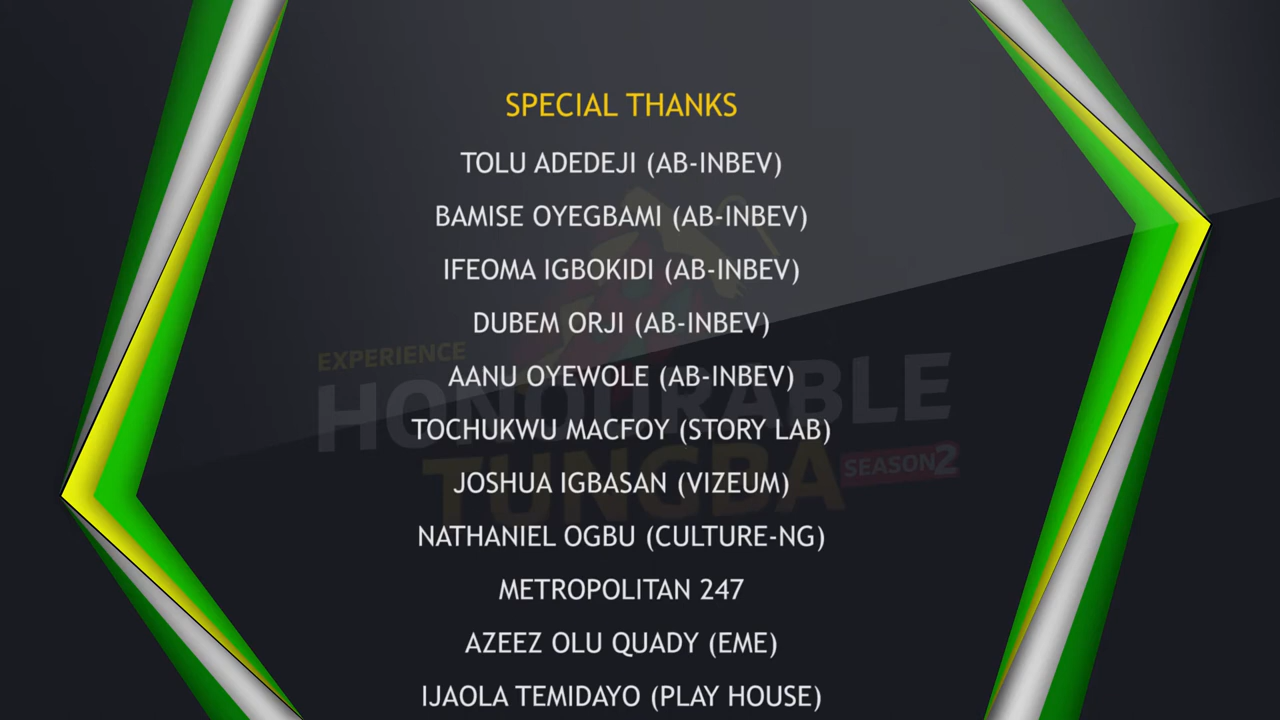 SPECIAL THANKS
TOLU ADEDEJI (AB-INBEV)
BAMISE OYEGBAMI (AB-INBEV)
IFEOMA IGBOKIDI (AB-INBEV)
DUBEM ORJI (AB-INBEV)
EXPERIENCE
AANU OYEWOLE (AB-INBEV)
HONOURABLE
TOCHUKWU MACFOY (STORY LAB)
TUNGBA SEASON 2
JOSHUA IGBASAN (VIZEUM)
NATHANIEL OGBU (CULTURE-NG)
METROPOLITAN 247
AZEEZ OLU QUADY (EME)
IJAOLA TEMIDAYO (PLAY HOUSE)